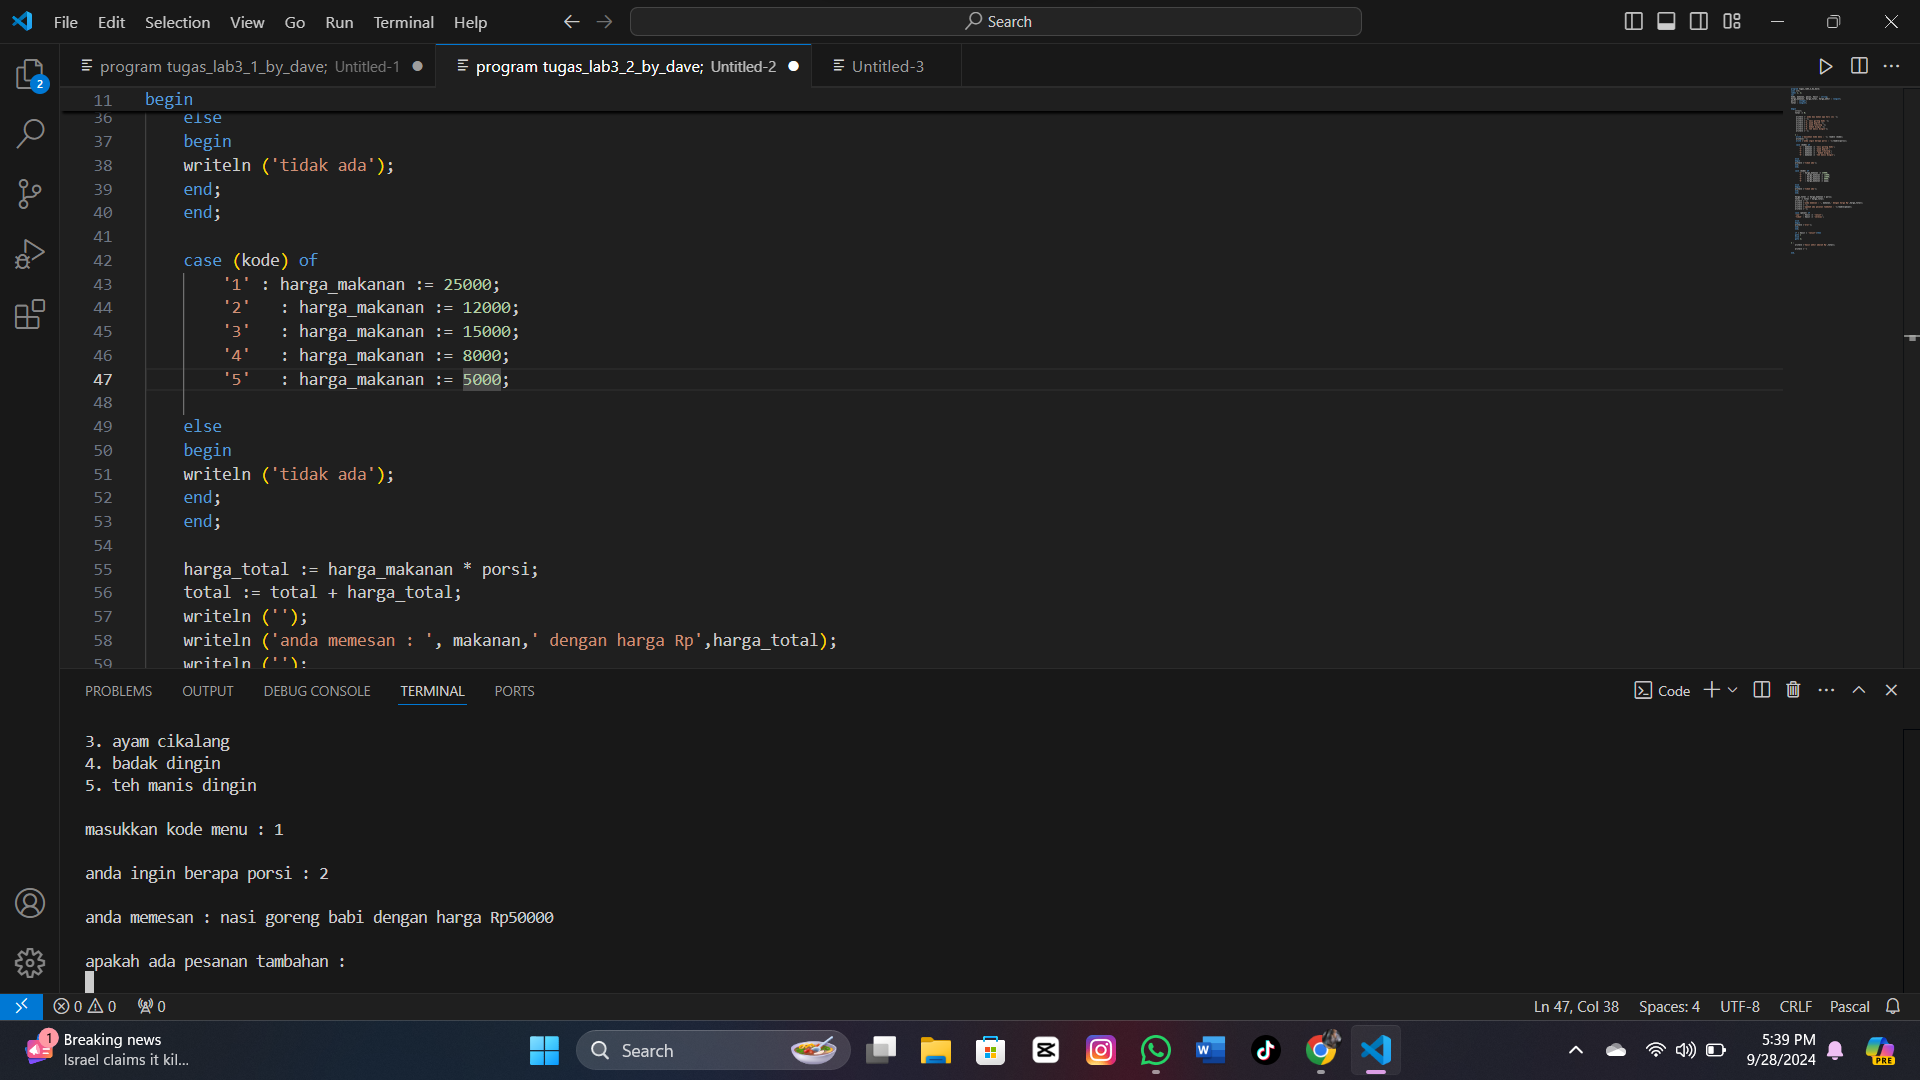 File Edit Selection View Go Run Terminal Help
Search
program tugas_lab3_1_by_dave; Untitled-1
program tugas_lab3_2_by_dave; Untitled-2
Untitled-3
2
11 begin
36 else
37 begin
38 writeln ('tidak ada');
39 end;
40 end;
41
42 case (kode) of
43 '1' : harga_makanan := 25000;
44 '2' : harga_makanan := 12000;
45 '3' : harga_makanan := 15000;
46 '4' : harga_makanan := 8000;
47 '5' : harga_makanan := 5000;
48
49 else
50 begin
51 writeln ('tidak ada');
52 end;
53 end;
54
55 harga_total := harga_makanan * porsi;
56 total := total + harga_total;
57 writeln ('');
58 writeln ('anda memesan : ', makanan,' dengan harga Rp',harga_total);
59 writeln ('');
PROBLEMS OUTPUT DEBUG CONSOLE TERMINAL PORTS
Code
3. ayam cikalang
4. badak dingin
5. teh manis dingin
masukkan kode menu : 1
anda ingin berapa porsi : 2
anda memesan : nasi goreng babi dengan harga Rp50000
apakah ada pesanan tambahan :
0 0 0 Ln 47, Col 38 Spaces: 4 UTF-8 CRLF Pascal
1
Breaking news
Israel claims it kil...
Search
W
PRE
5:39 PM
9/28/2024